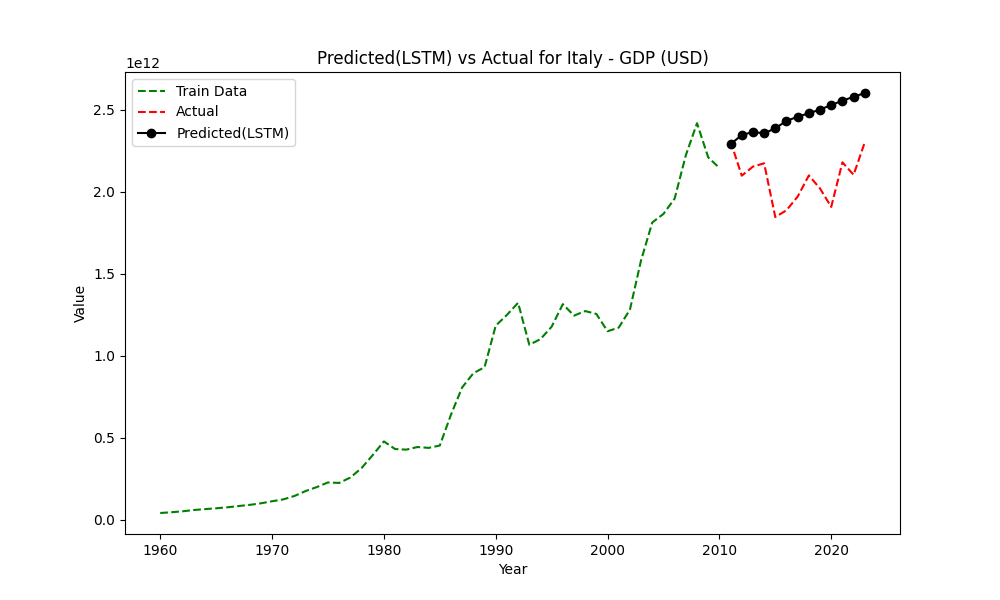 Predicted(LSTM) vs Actual for Italy - GDP (USD)
1e12
Train Data
Actual
Predicted(LSTM)
2.5
2.0
1.5
1.0
0.5
0.0
Value
1960 1970 1980 1990 2000 2010 2020
Year